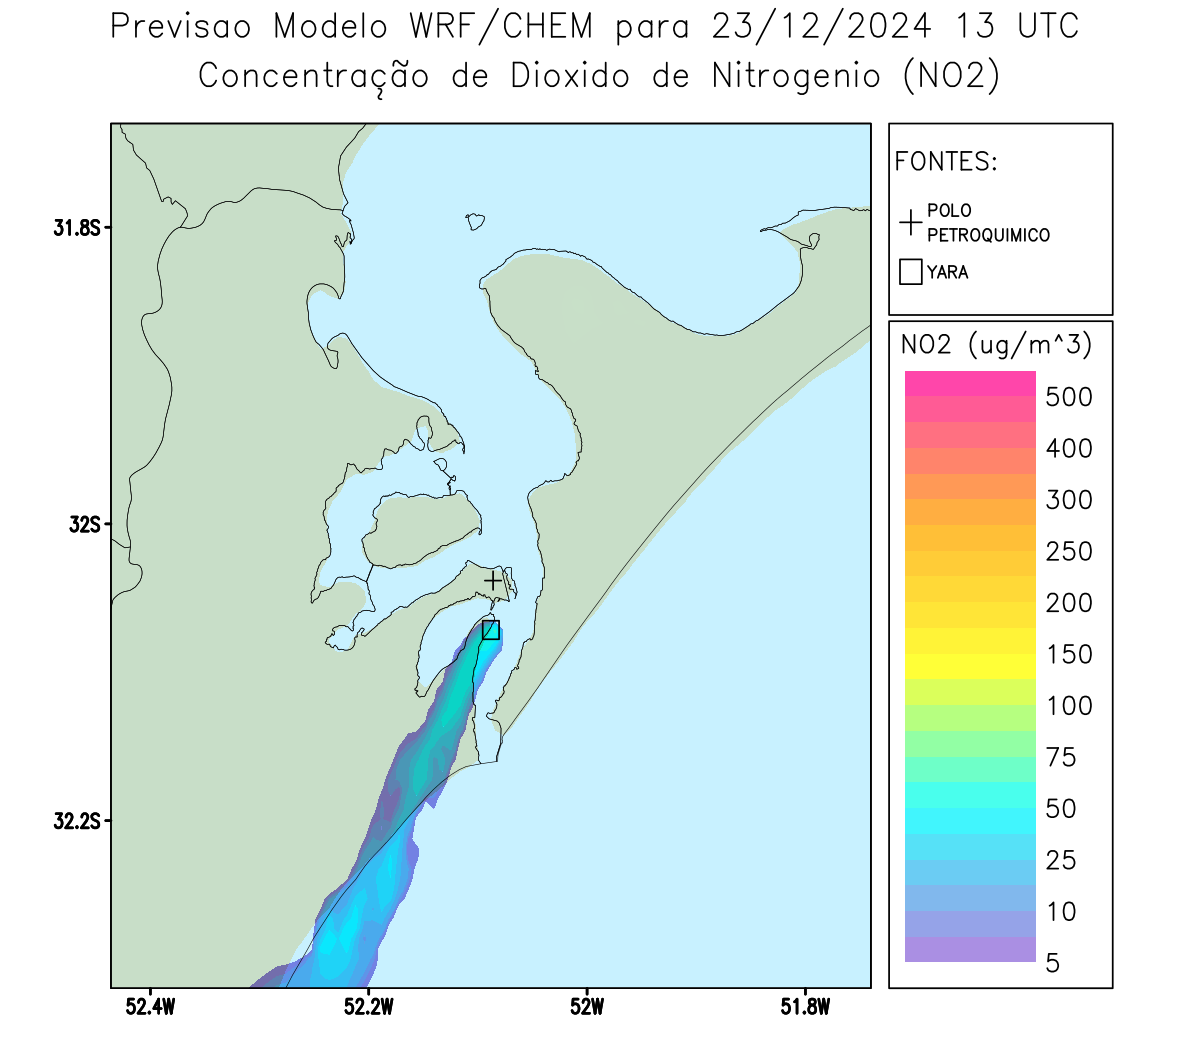 Previsao Modelo WRF/CHEM para 23/12/2024 13 UTC
Concentração de Dioxido de Nitrogenio (NO2)
FONTES:
POLO
PETROQUIMICO
YARA
31.8S
32S
32.2S
52.4W
52.2W
52W
51.8W
NO2 (ug/m^3)
500
400
300
250
200
150
100
75
50
25
10
5